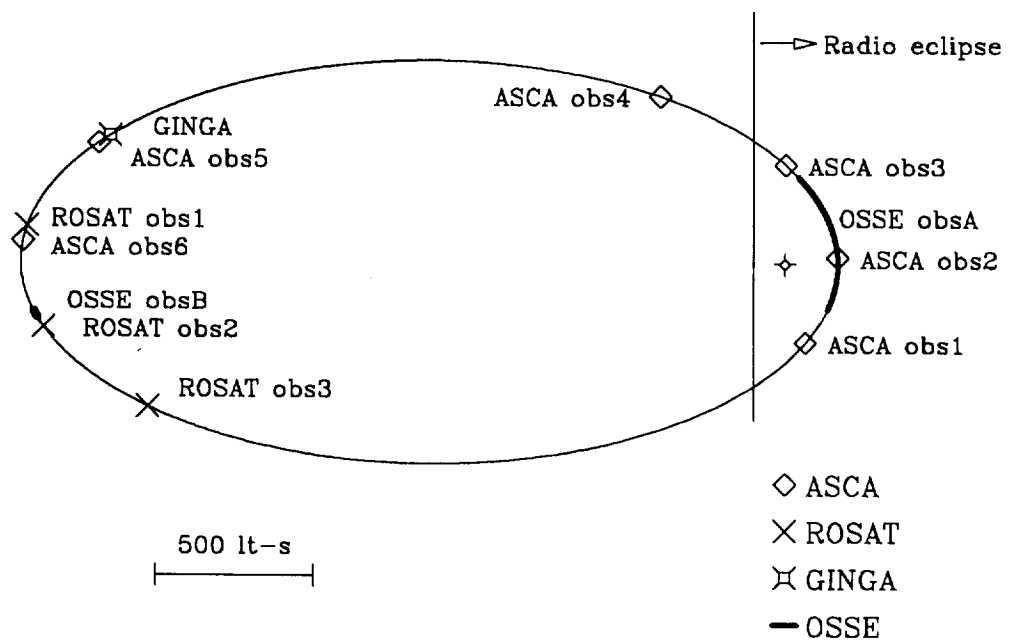 Radio eclipse
ASCA obs4
GINGA
ASCA obs5
ASCA obs3
ROSAT obs1
OSSE obsA
ASCA obs6
ASCA obs2
OSSE obsB
ROSAT obs2
ASCA obs1
ROSAT obs3
500 lt-s
ASCA
ROSAT
GINGA
OSSE